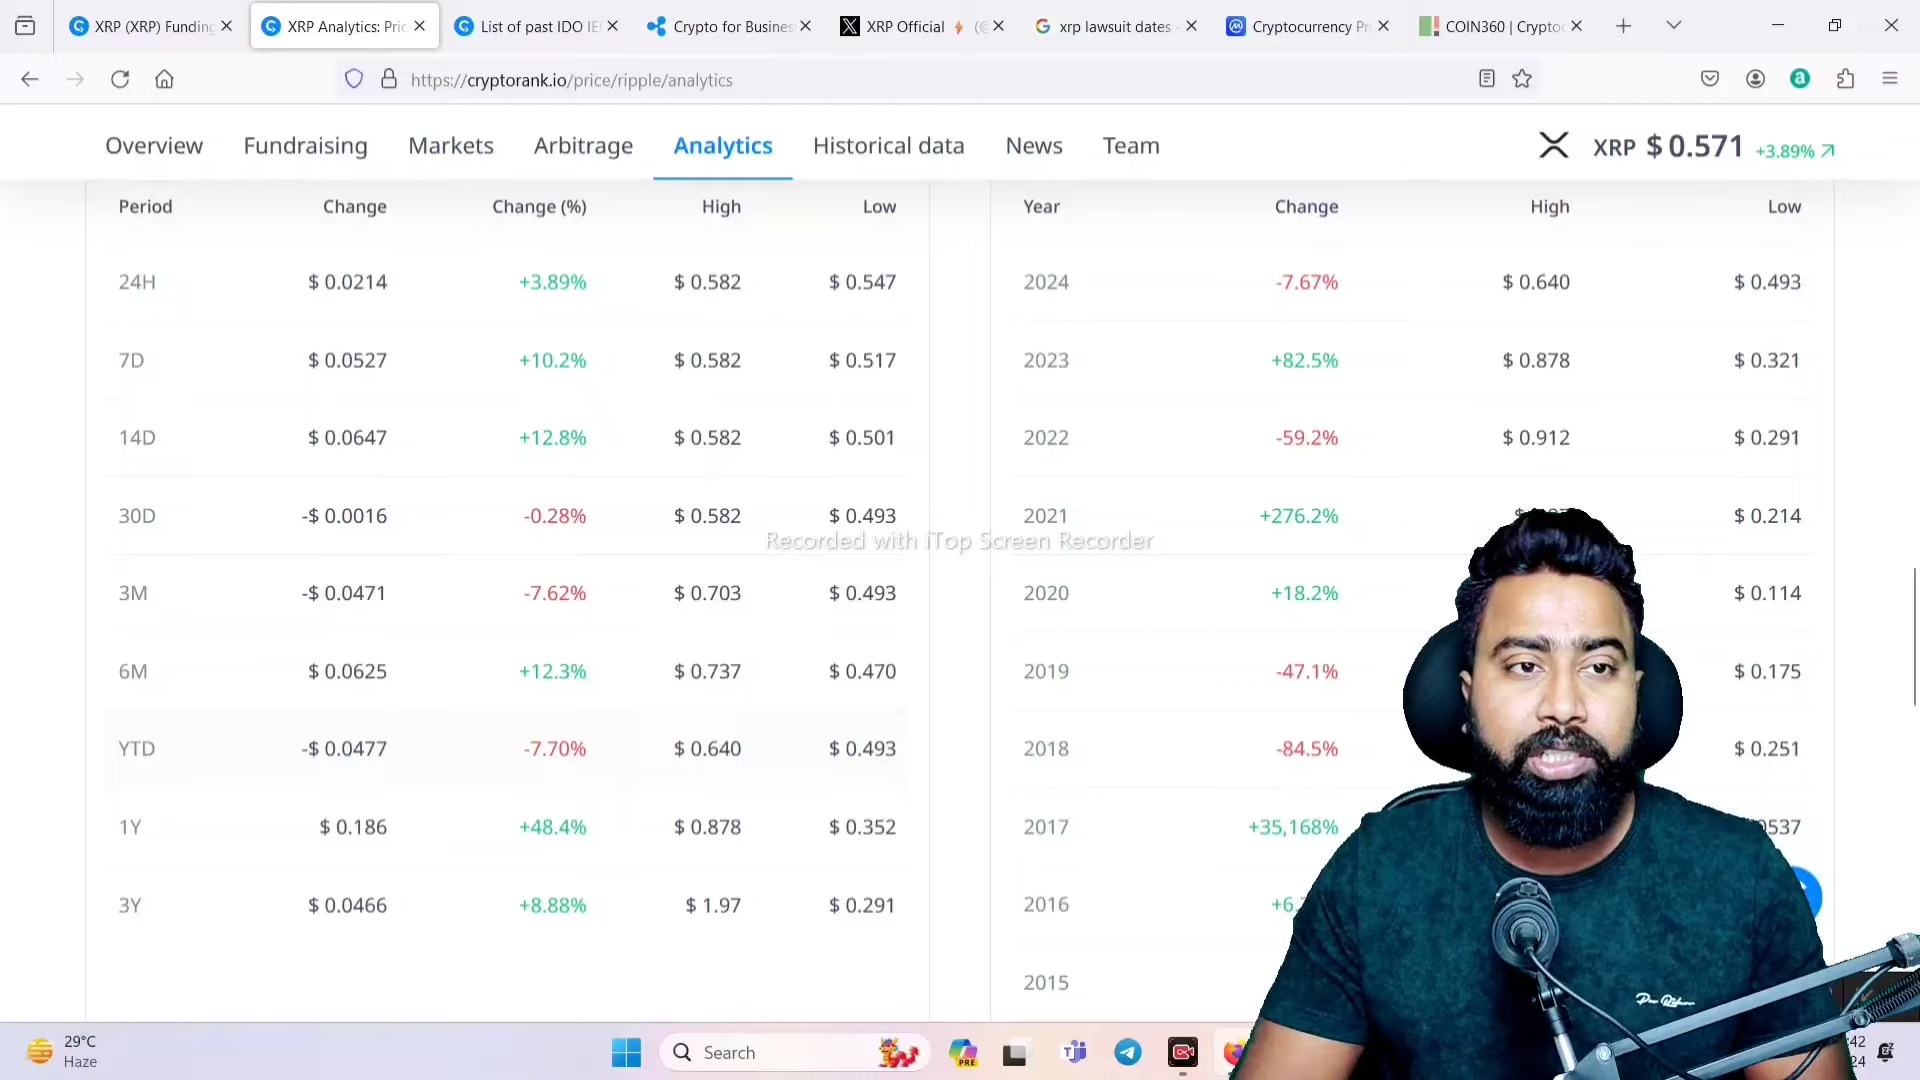 XRP (XRP) Funding
XRP Analytics: Pric
List of past IDO IE
Crypto for Busines
XRP Official
xrp lawsuit dates -
Cryptocurrency Pr
COIN360 | Cryptoc
https://cryptorank.io/price/ripple/analytics
Overview Fundraising Markets Arbitrage Analytics Historical data News Team
XRP $ 0.571 +3.89%
Period Change Change (%) High Low
24H $ 0.0214 +3.89% $ 0.582 $ 0.547
7D $ 0.0527 +10.2% $ 0.582 $ 0.517
14D $ 0.0647 +12.8% $ 0.582 $ 0.501
30D -$ 0.0016 -0.28% $ 0.582 $ 0.493
3M -$ 0.0471 -7.62% $ 0.703 $ 0.493
6M $ 0.0625 +12.3% $ 0.737 $ 0.470
YTD -$ 0.0477 -7.70% $ 0.640 $ 0.493
1Y $ 0.186 +48.4% $ 0.878 $ 0.352
3Y $ 0.0466 +8.88% $ 1.97 $ 0.291
Year Change High Low
2024 -7.67% $ 0.640 $ 0.493
2023 +82.5% $ 0.878 $ 0.321
2022 -59.2% $ 0.912 $ 0.291
2021 +276.2% $ 0.214
2020 +18.2% $ 0.114
2019 -47.1% $ 0.175
2018 -84.5% $ 0.251
2017 +35,168% 0537
2016 +6.
2015
Recorded with iTop Screen Recorder
29°C
Haze
Search
PRE
:42
24